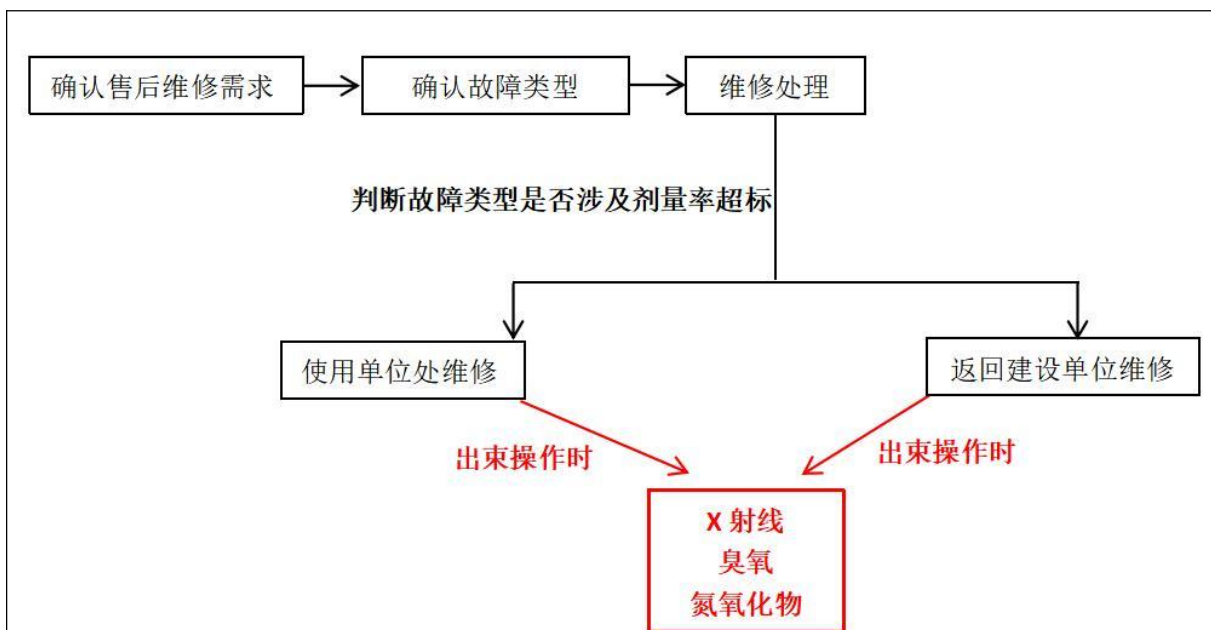 确认售后维修需求
确认故障类型
维修处理
判断故障类型是否涉及剂量率超标
使用单位处维修
返回建设单位维修
出束操作时
出束操作时
X 射线
臭氧
氮氧化物